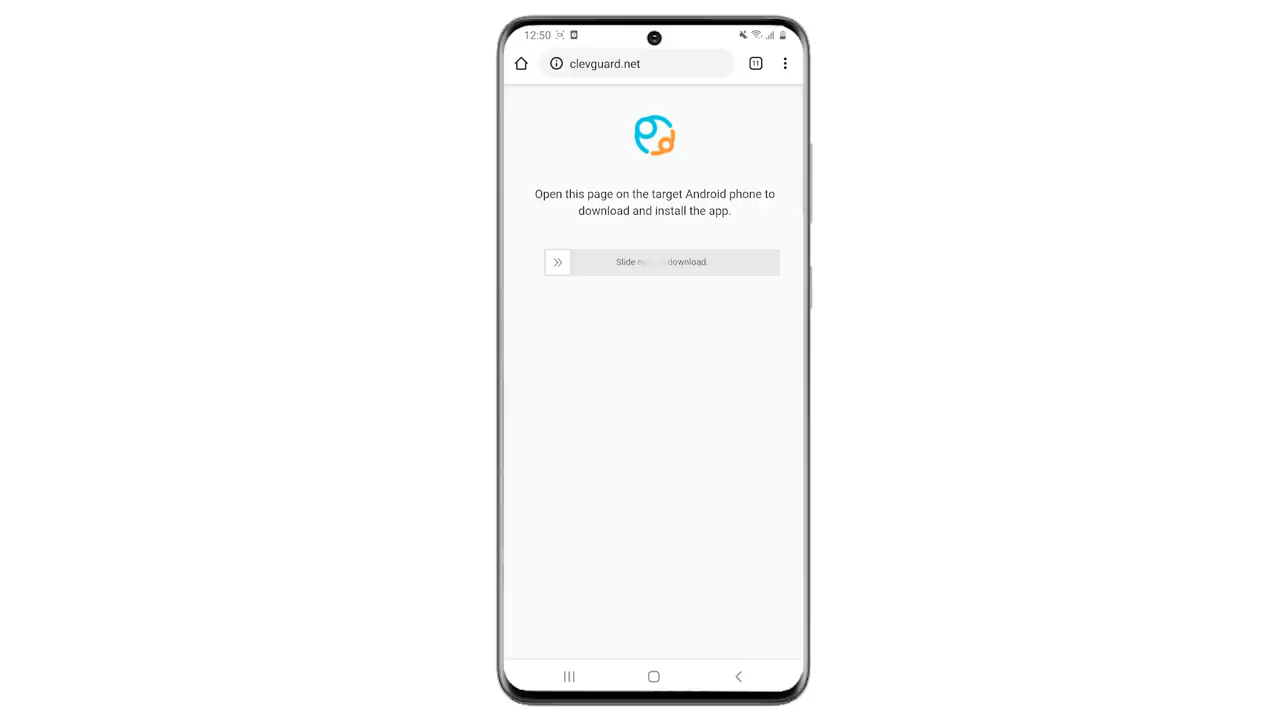 12:50
clevguard.net
11
Open this page on the target Android phone to
download and install the app.
Slide download.